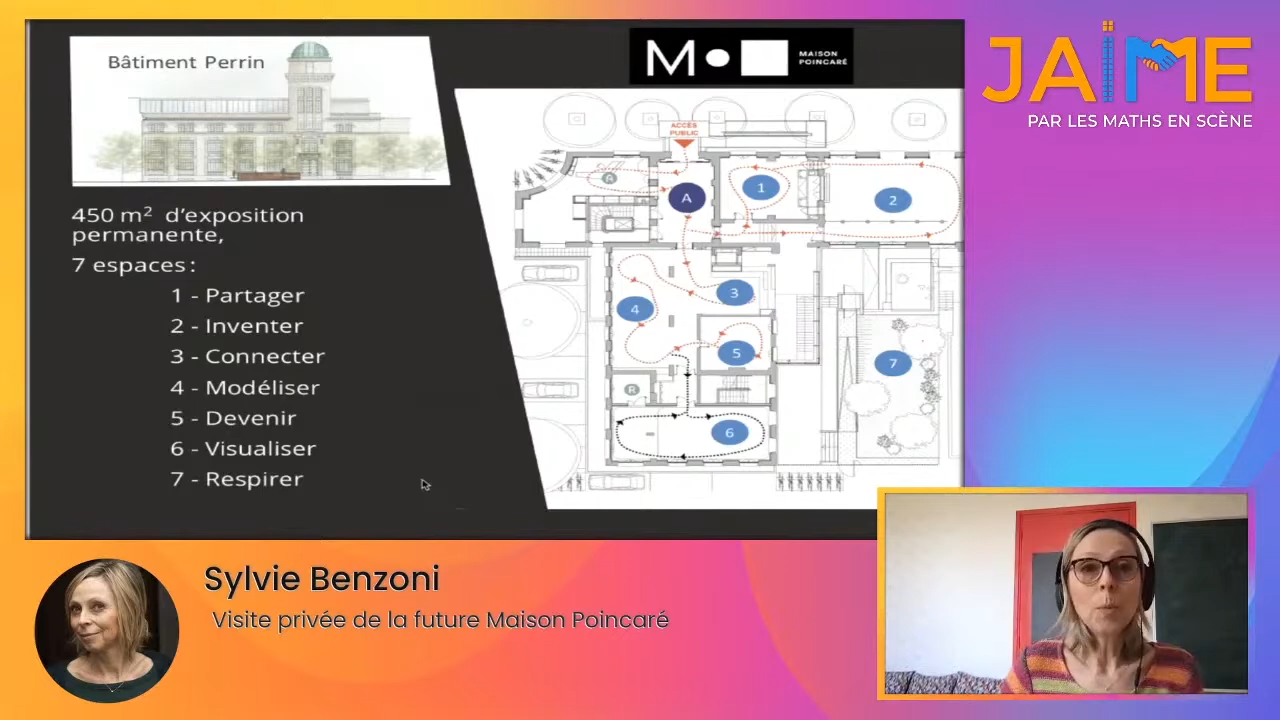 Bâtiment Perrin
450 m² d’exposition
permanente,
7 espaces :
1 - Partager
2 - Inventer
3 - Connecter
4 - Modéliser
5 - Devenir
6 - Visualiser
7 - Respirer
MAISON
POINCARÉ
ACCÈS
PUBLIC
A
1
2
3
4
5
6
7
R
JAIME
PAR LES MATHS EN SCÈNE
Sylvie Benzoni
Visite privée de la future Maison Poincaré